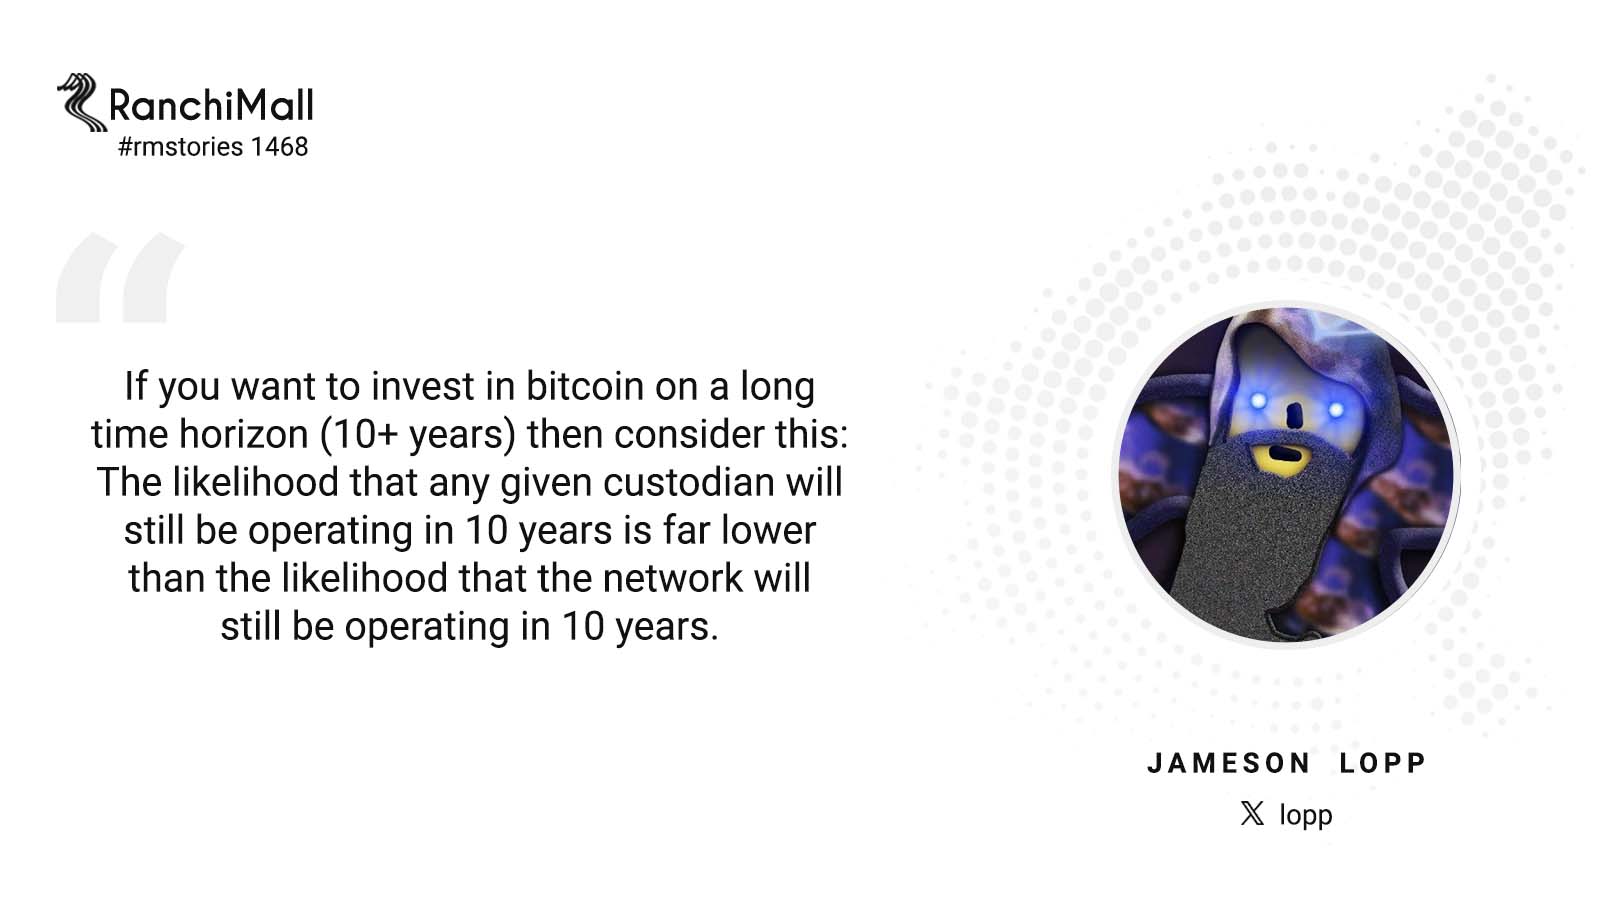 RanchiMall
#rmstories 1468
“
If you want to invest in bitcoin on a long
time horizon (10+ years) then consider this:
The likelihood that any given custodian will
still be operating in 10 years is far lower
than the likelihood that the network will
still be operating in 10 years.
JAMESON LOPP
𝕏 lopp